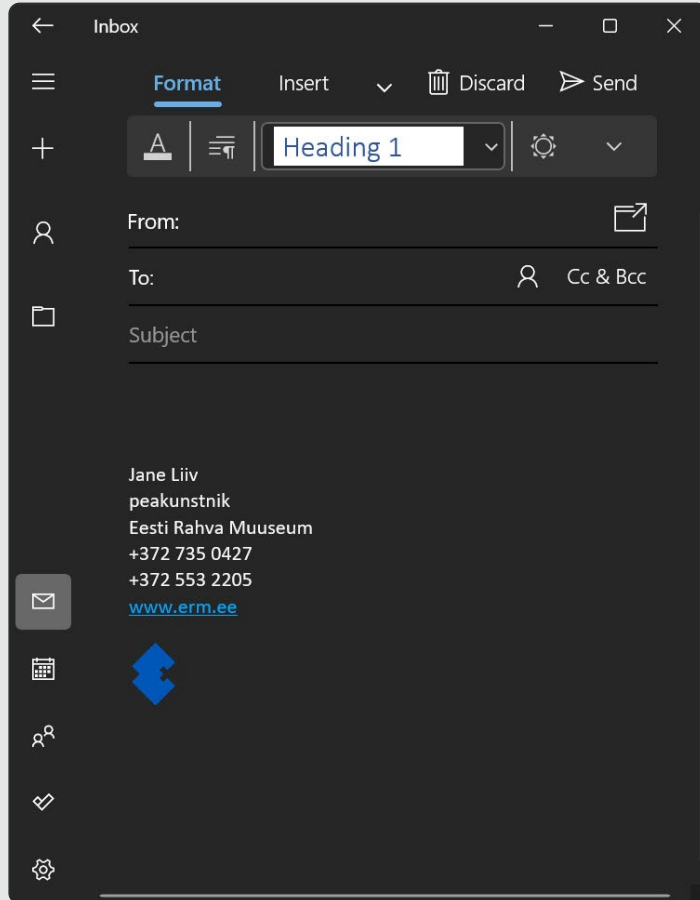 Inbox
Format Insert Discard Send
A Heading 1
From:
To: Cc & Bcc
Subject
Jane Liiv
peakunstnik
Eesti Rahva Muuseum
+372 735 0427
+372 553 2205
www.erm.ee